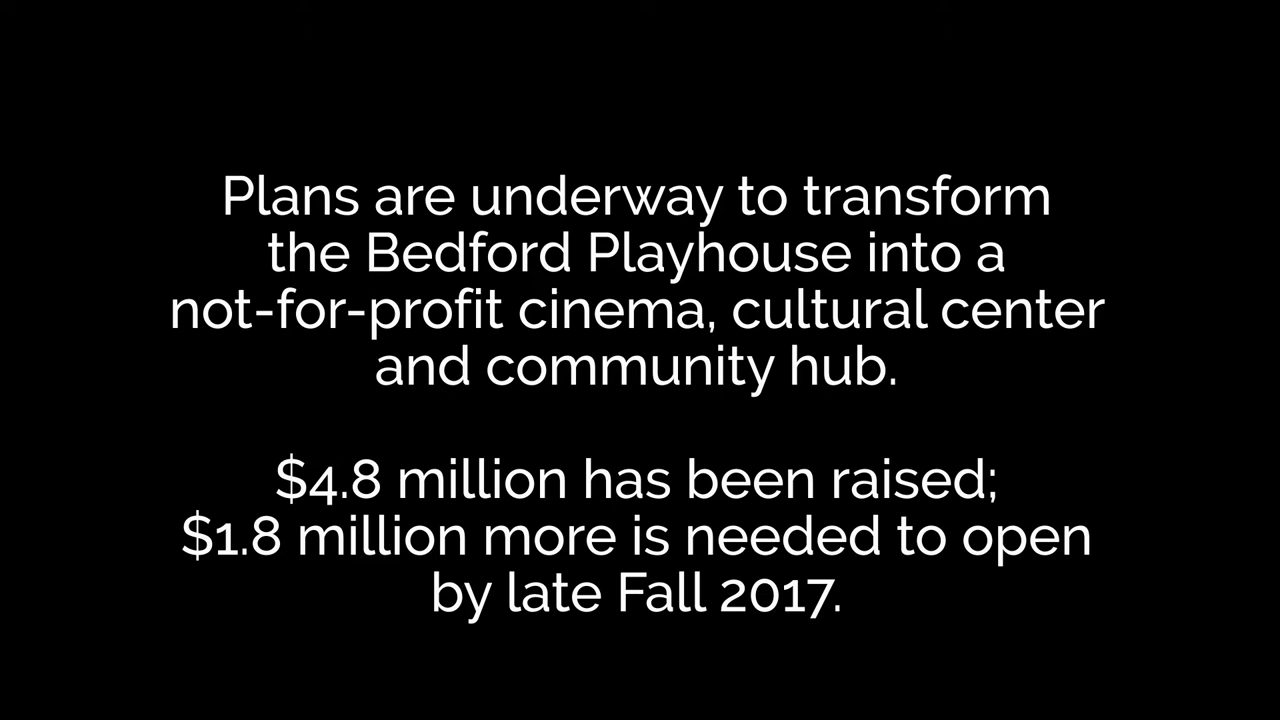 Plans are underway to transform
the Bedford Playhouse into a
not-for-profit cinema, cultural center
and community hub.
$4.8 million has been raised;
$1.8 million more is needed to open
by late Fall 2017.